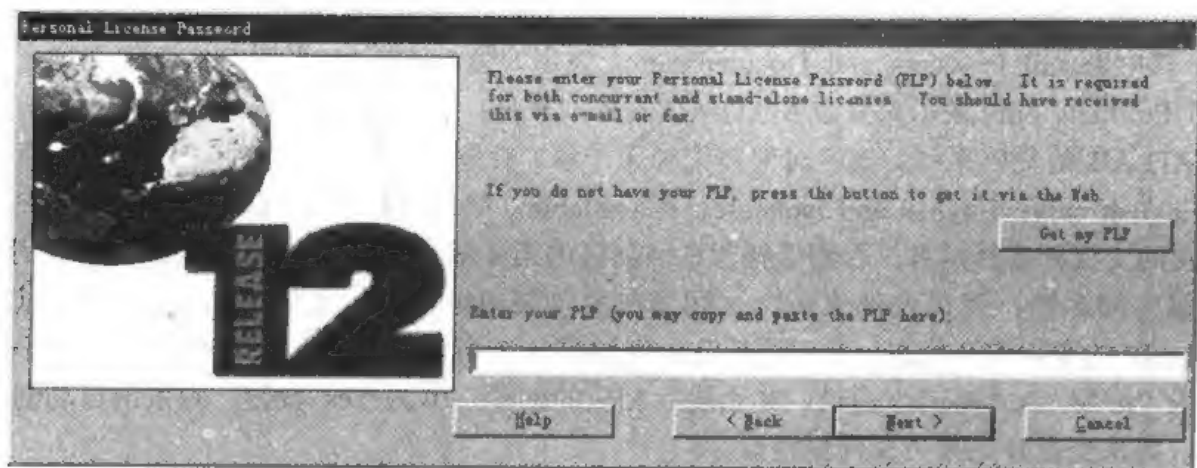 Personal License Password
Please enter your Personal License Password (PLP) below. It is required
for both concurrent and stand-alone licenses. You should have received
this via e-mail or fax.
If you do not have your PLP, press the button to get it via the Web.
Get my PLP
RELEASE
12
Enter your PLP (you may copy and paste the PLP here):
Help
< Back
Next >
Cancel